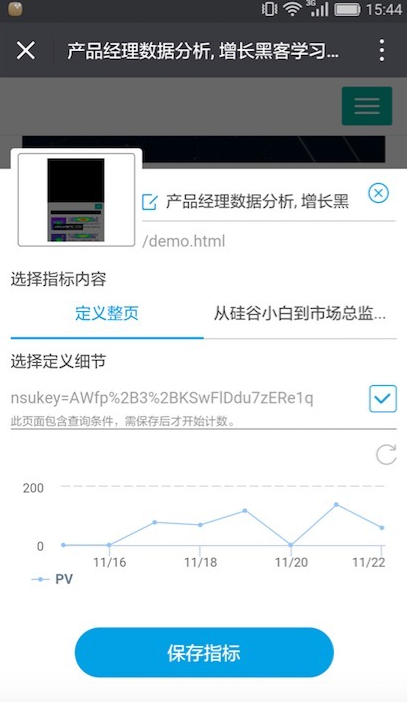 3G 15:44
产品经理数据分析, 增长黑客学习...
产品经理数据分析, 增长黑
/demo.html
选择指标内容
定义整页 从硅谷小白到市场总监...
选择定义细节
nsukey=AWfp%2B3%2BKSwFlDdu7zERe1q
此页面包含查询条件，需保存后才开始计数。
200
0
11/16 11/18 11/20 11/22
PV
保存指标